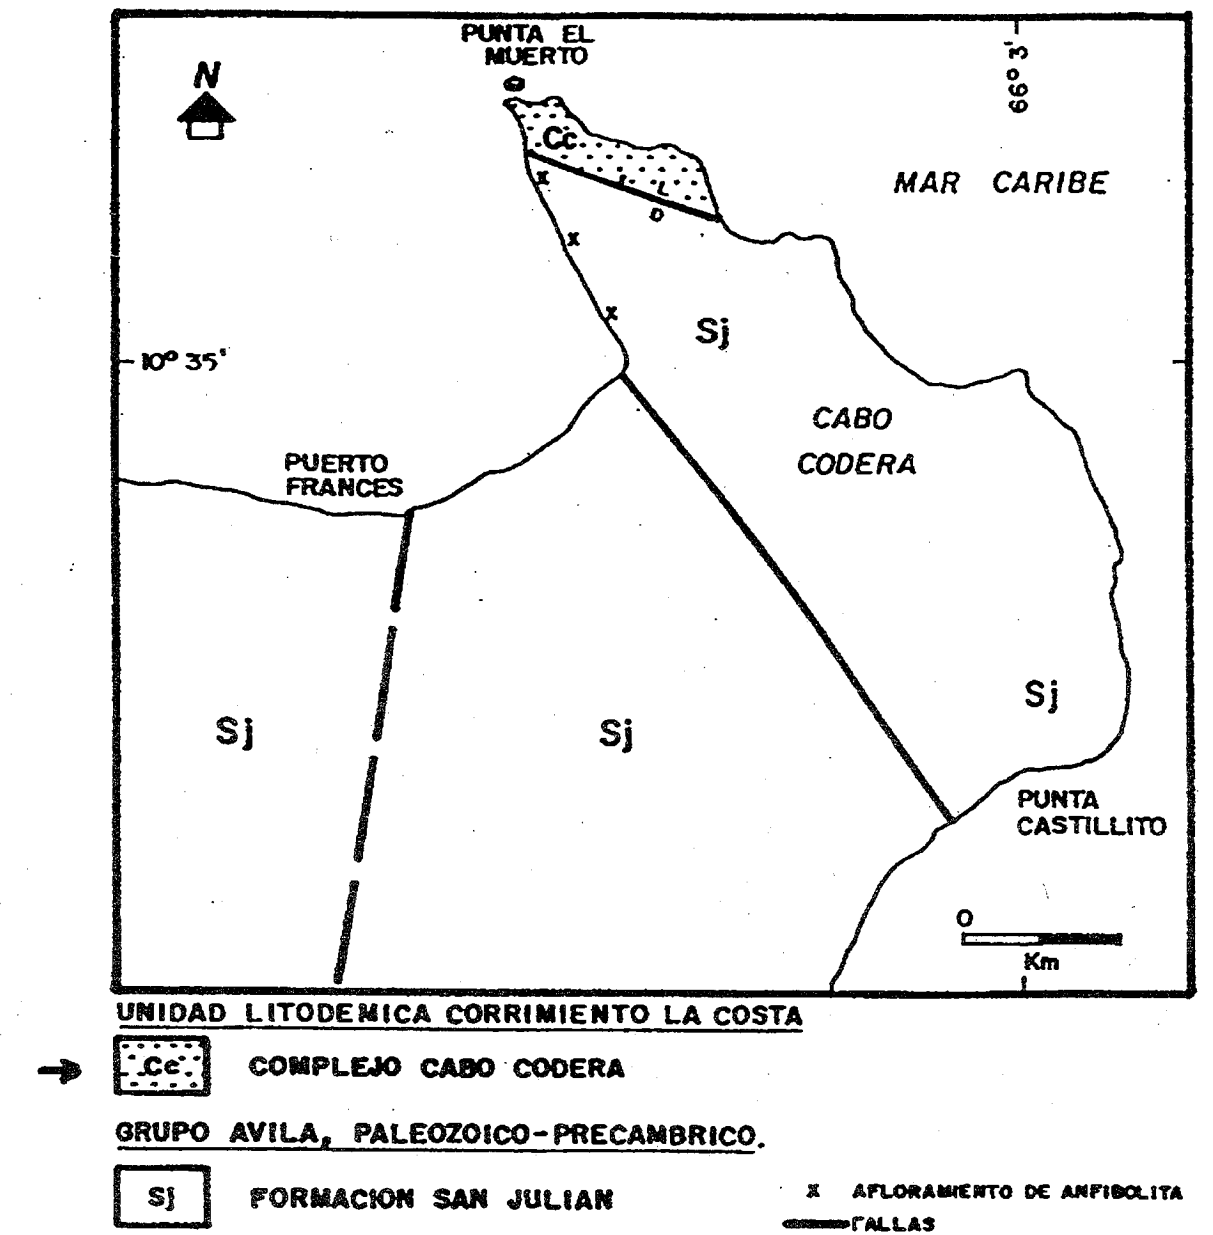 PUNTA EL
MUERTO
N
66° 3'
Cc
MAR CARIBE
L
D
Sj
10° 35'
CABO
CODERA
PUERTO
FRANCES
Sj
Sj
Sj
PUNTA
CASTILLITO
0
Km
UNIDAD LITODEMICA CORRIMIENTO LA COSTA
Cc
COMPLEJO CABO CODERA
GRUPO AVILA, PALEOZOICO-PRECAMBRICO.
Sj
FORMACION SAN JULIAN
X AFLORAMIENTO DE ANFIBOLITA
FALLAS